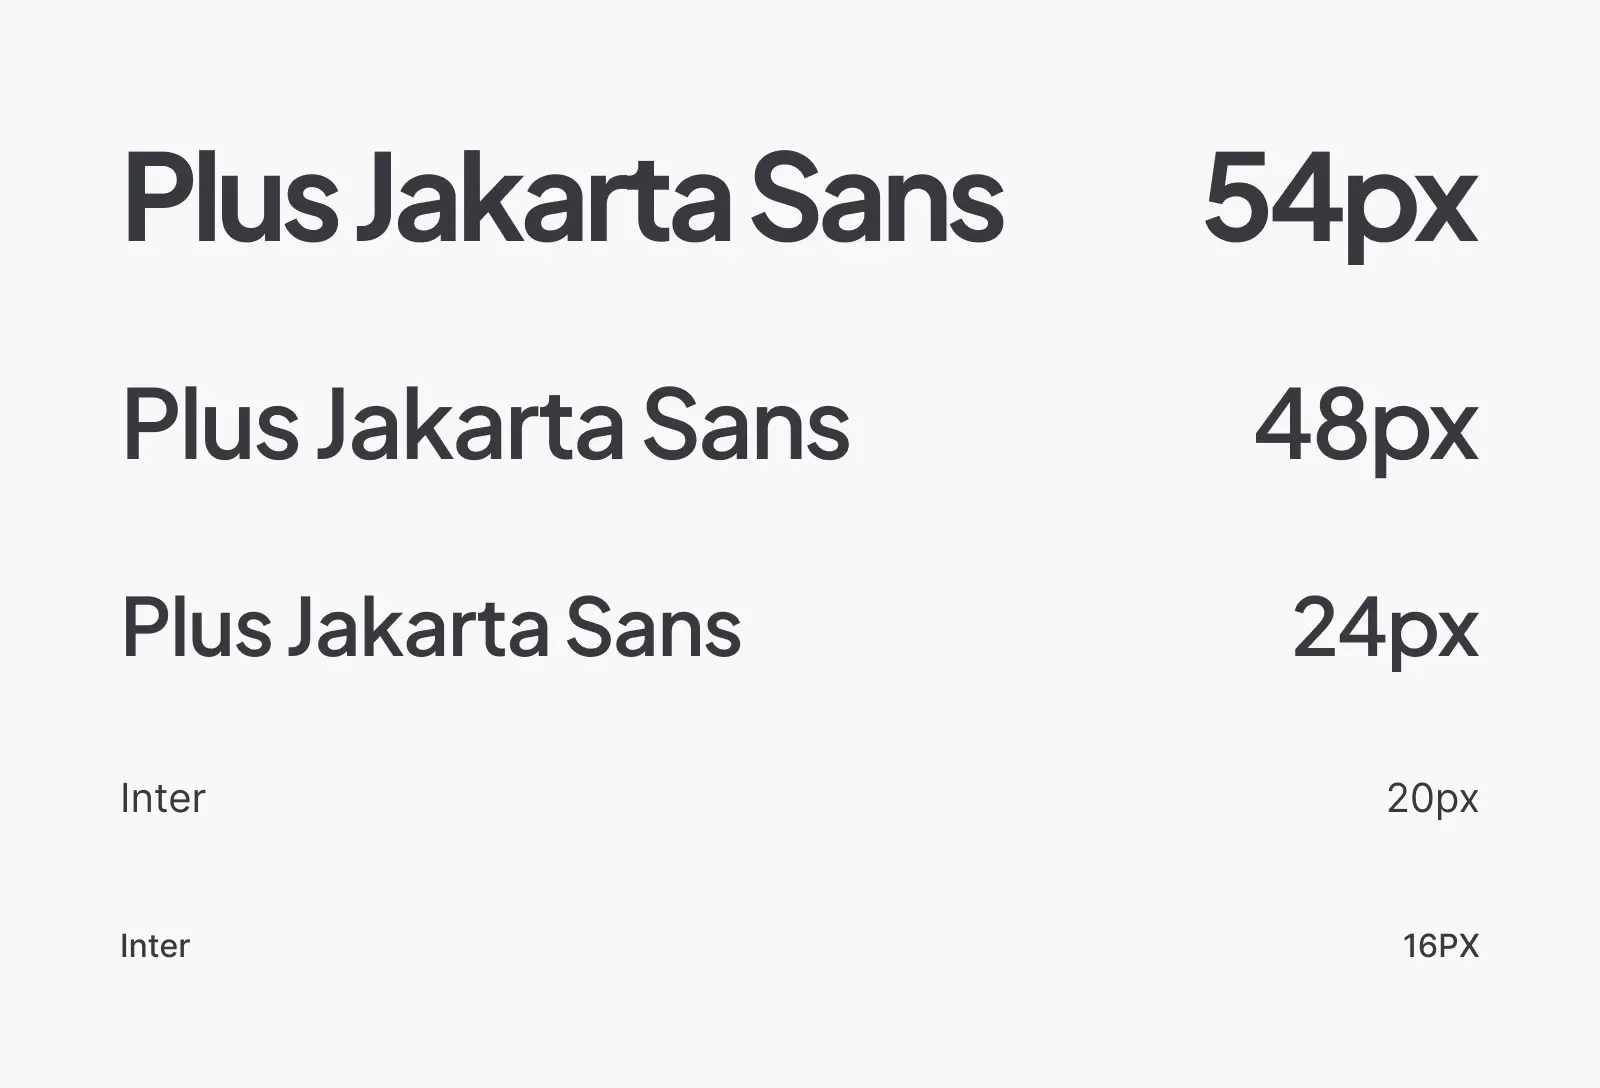 Plus Jakarta Sans 54px
Plus Jakarta Sans 48px
Plus Jakarta Sans 24px
Inter 20px
Inter 16PX